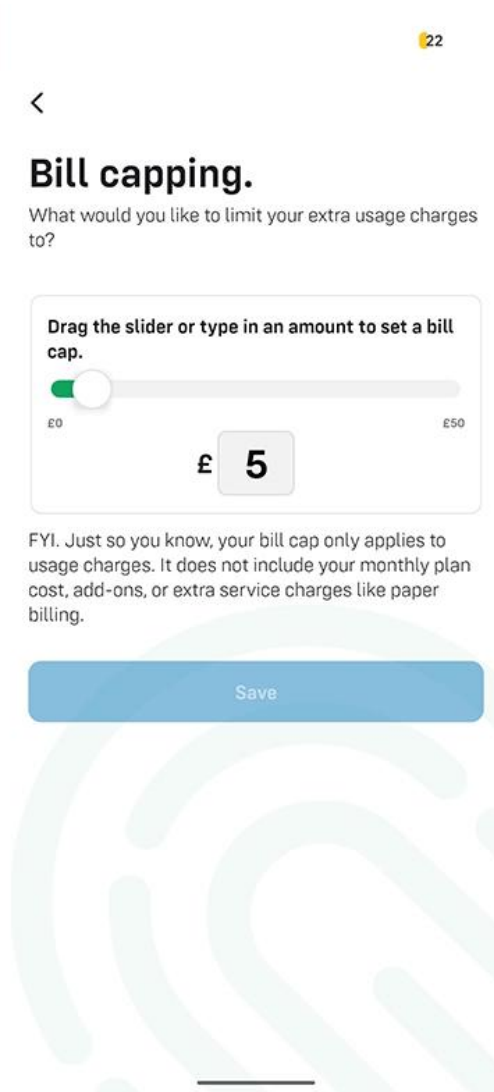 22
Bill capping.
What would you like to limit your extra usage charges
to?
Drag the slider or type in an amount to set a bill
cap.
£0
£50
£ 5
FYI. Just so you know, your bill cap only applies to
usage charges. It does not include your monthly plan
cost, add-ons, or extra service charges like paper
billing.
Save